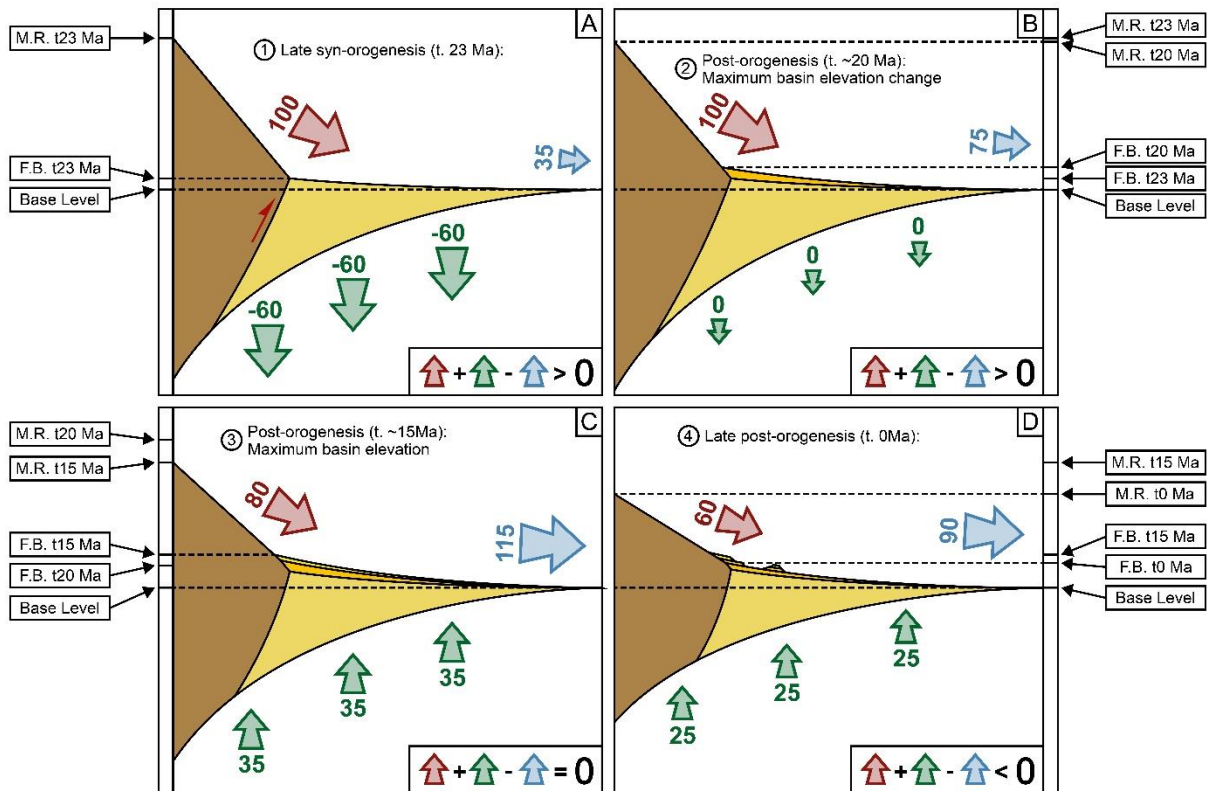 A
M.R. t23 Ma
1 Late syn-orogenesis (t. 23 Ma):
100
35
F.B. t23 Ma
Base Level
-60
-60
-60
+ - > 0
B
M.R. t23 Ma
M.R. t20 Ma
2 Post-orogenesis (t. ~20 Ma):
Maximum basin elevation change
100
75
F.B. t20 Ma
F.B. t23 Ma
Base Level
0
0
0
+ - > 0
C
M.R. t20 Ma
M.R. t15 Ma
3 Post-orogenesis (t. ~15Ma):
Maximum basin elevation
80
115
F.B. t15 Ma
F.B. t20 Ma
Base Level
35
35
35
+ - = 0
D
4 Late post-orogenesis (t. 0Ma):
M.R. t15 Ma
M.R. t0 Ma
60
90
F.B. t15 Ma
F.B. t0 Ma
Base Level
25
25
25
+ - < 0